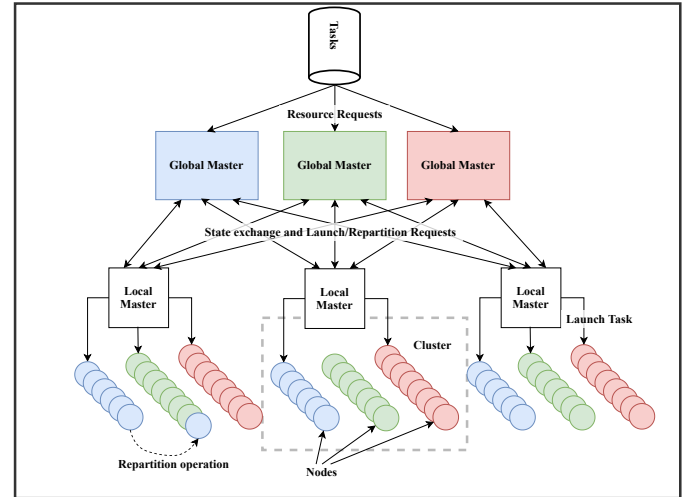 Tasks
Resource Requests
Global Master
Global Master
Global Master
State exchange and Launch/Repartition Requests
Local
Master
Local
Master
Local
Master
Launch Task
Cluster
Repartition operation
Nodes